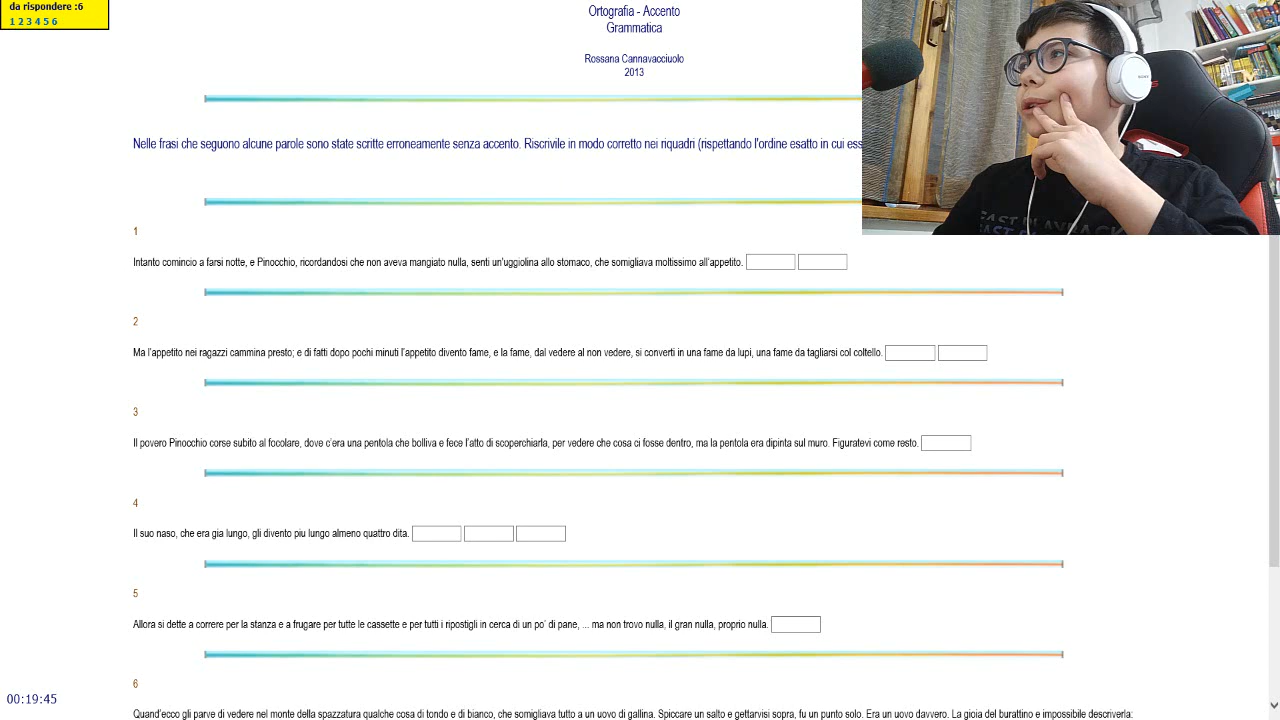 da rispondere :6
1 2 3 4 5 6
Ortografia - Accento
Grammatica
Rossana Cannavacciuolo
2013
Nelle frasi che seguono alcune parole sono state scritte erroneamente senza accento. Riscrivile in modo corretto nei riquadri (rispettando l'ordine esatto in cui
1
Intanto comincio a farsi notte, e Pinocchio, ricordandosi che non aveva mangiato nulla, senti un'uggiolina allo stomaco, che somigliava moltissimo all'appetito.
2
Ma l'appetito nei ragazzi cammina presto; e di fatti dopo pochi minuti l'appetito divento fame, e la fame, dal vedere al non vedere, si converti in una fame da lupi, una fame da tagliarsi col coltello.
3
Il povero Pinocchio corse subito al focolare, dove c'era una pentola che bolliva e fece l'atto di scoperchiarla, per vedere che cosa ci fosse dentro, ma la pentola era dipinta sul muro. Figuratevi come resto.
4
Il suo naso, che era gia lungo, gli divento piu lungo almeno quattro dita.
5
Allora si dette a correre per la stanza e a frugare per tutte le cassette e per tutti i ripostigli in cerca di un po' di pane, ... ma non trovo nulla, il gran nulla, proprio nulla.
6
Quand'ecco gli parve di vedere nel monte della spazzatura qualche cosa di tondo e di bianco, che somigliava tutto a un uovo di gallina. Spiccare un salto e gettarvisi sopra, fu un punto solo. Era un uovo davvero. La gioia del burattino e impossibile descriverla:
00:19:45
FAST PLAYBACK
FAST
SONY